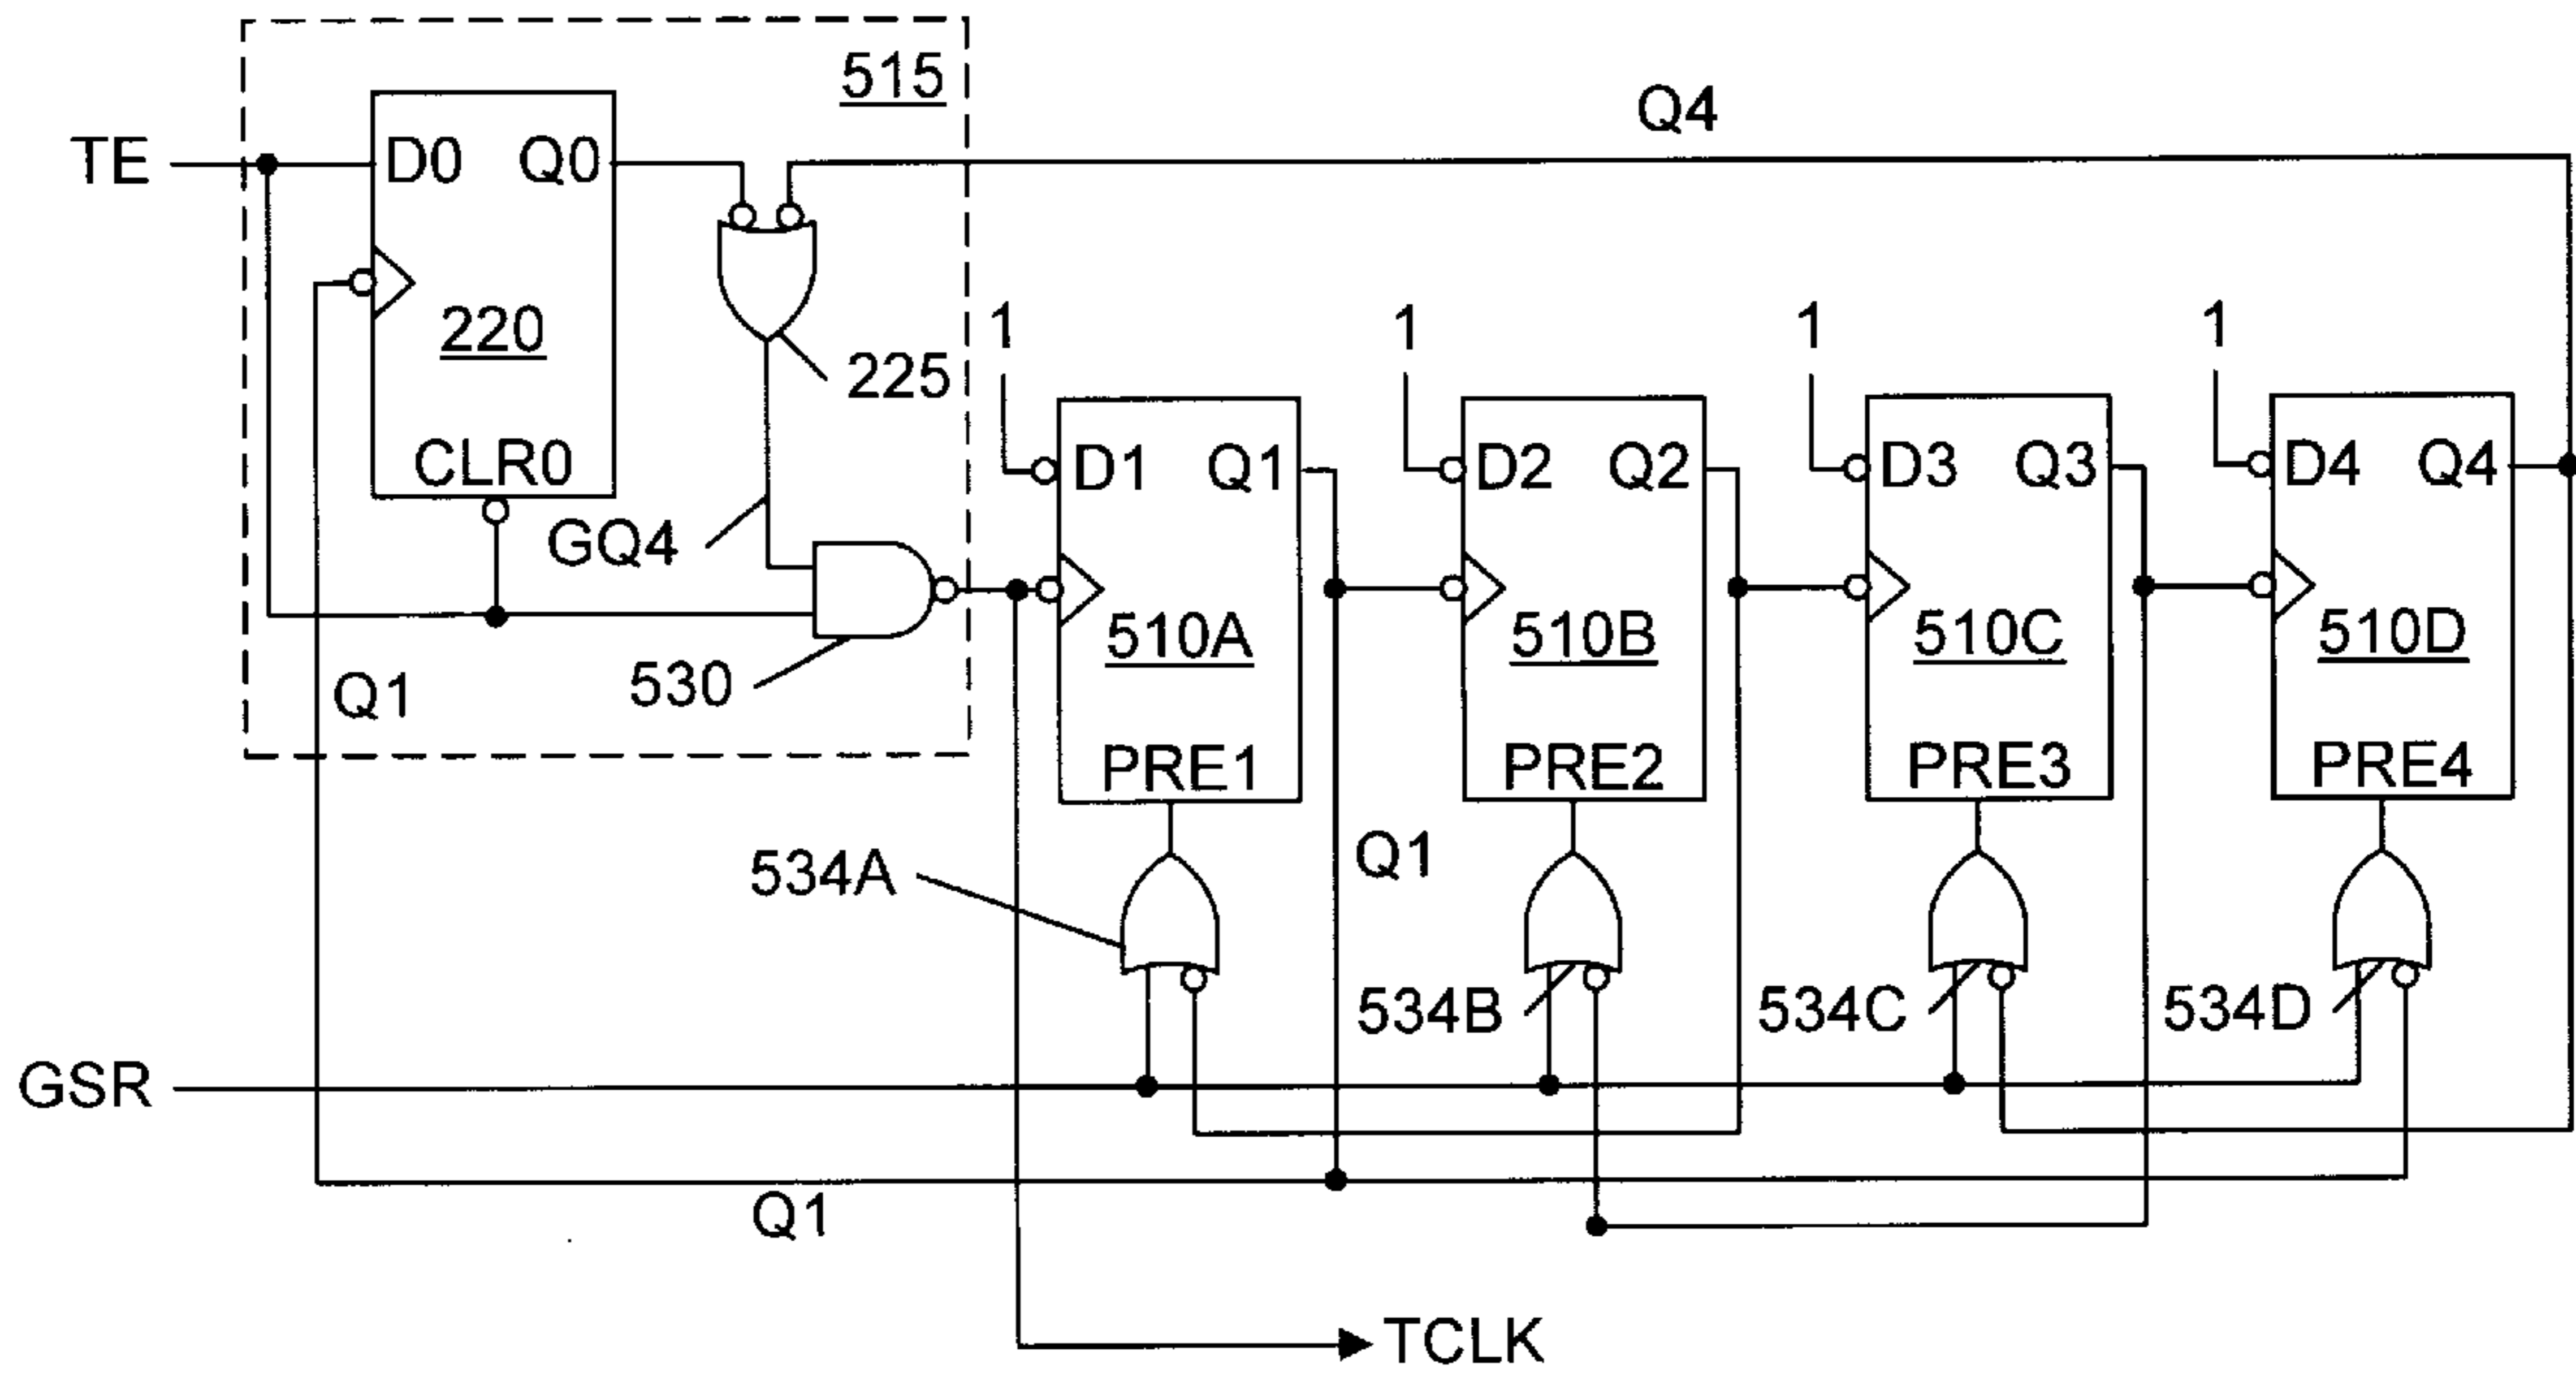 515
Q4
TE
D0 Q0
220
CLR0
225
GQ4
530
Q1
1
1
1
1
D1 Q1
510A
PRE1
D2 Q2
510B
PRE2
D3 Q3
510C
PRE3
D4 Q4
510D
PRE4
534A
Q1
534B
534C
534D
GSR
Q1
TCLK